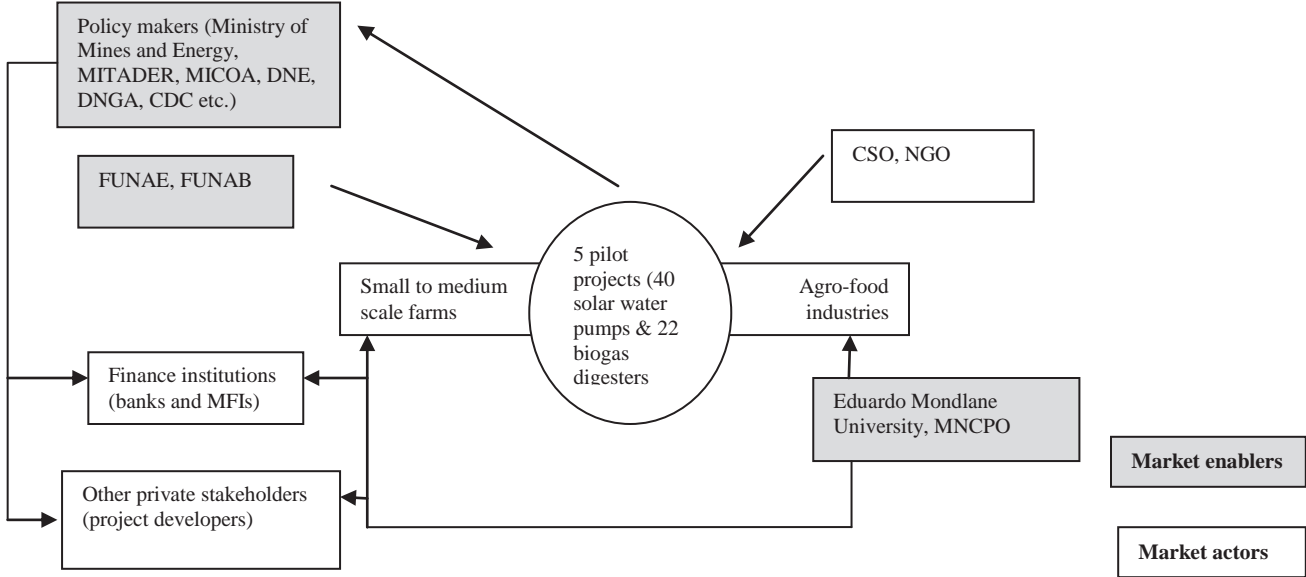 Policy makers (Ministry of
Mines and Energy,
MITADER, MICOA, DNE,
DNGA, CDC etc.)
CSO, NGO
FUNAE, FUNAB
5 pilot
projects (40
solar water
pumps & 22
biogas
digesters
Small to medium
scale farms
Agro-food
industries
Finance institutions
(banks and MFIs)
Eduardo Mondlane
University, MNCPO
Market enablers
Other private stakeholders
(project developers)
Market actors